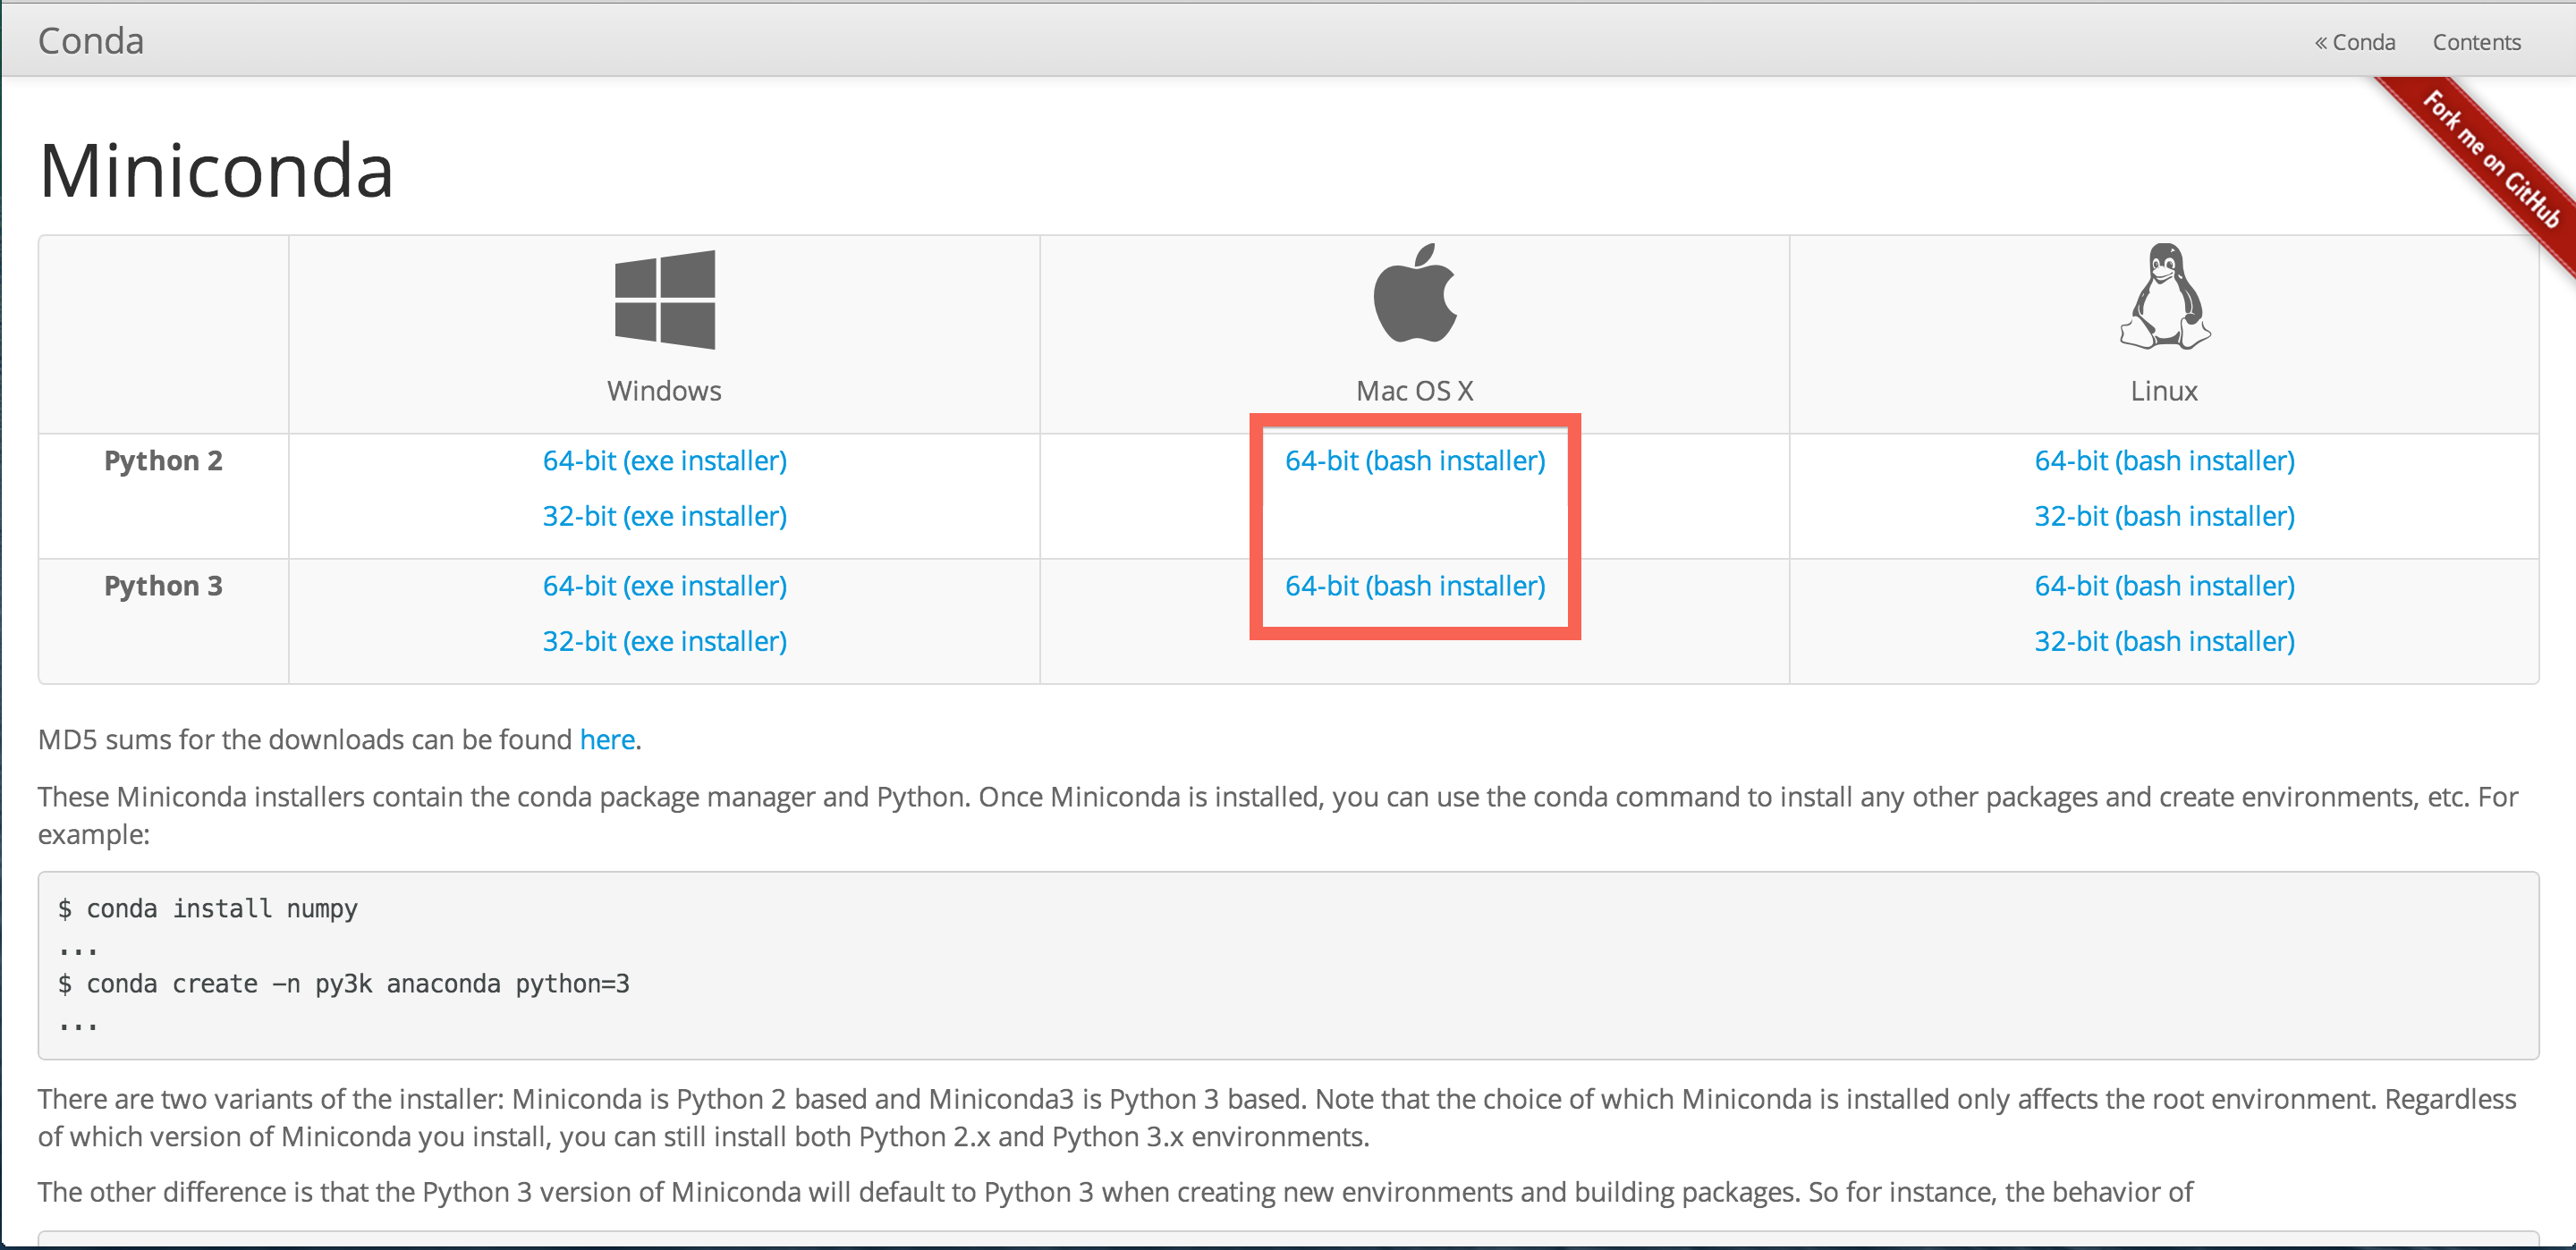 Conda
« Conda Contents
Fork me on GitHub
Miniconda
Windows Mac OS X Linux
Python 2 64-bit (exe installer) 64-bit (bash installer) 64-bit (bash installer)
32-bit (exe installer) 32-bit (bash installer)
Python 3 64-bit (exe installer) 64-bit (bash installer) 64-bit (bash installer)
32-bit (exe installer) 32-bit (bash installer)
MD5 sums for the downloads can be found here.
These Miniconda installers contain the conda package manager and Python. Once Miniconda is installed, you can use the conda command to install any other packages and create environments, etc. For
example:
$ conda install numpy
...
$ conda create -n py3k anaconda python=3
...
There are two variants of the installer: Miniconda is Python 2 based and Miniconda3 is Python 3 based. Note that the choice of which Miniconda is installed only affects the root environment. Regardless
of which version of Miniconda you install, you can still install both Python 2.x and Python 3.x environments.
The other difference is that the Python 3 version of Miniconda will default to Python 3 when creating new environments and building packages. So for instance, the behavior of